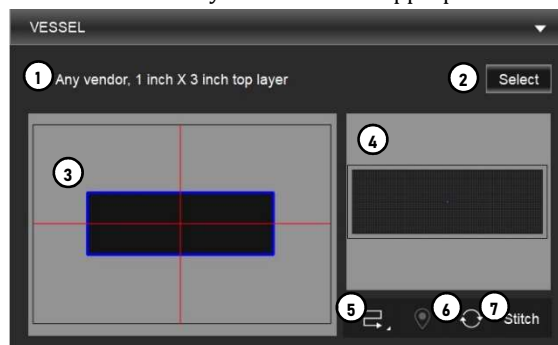 VESSEL
1 Any vendor, 1 inch X 3 inch top layer 2 Select
4
3
5 6 7 Stitch